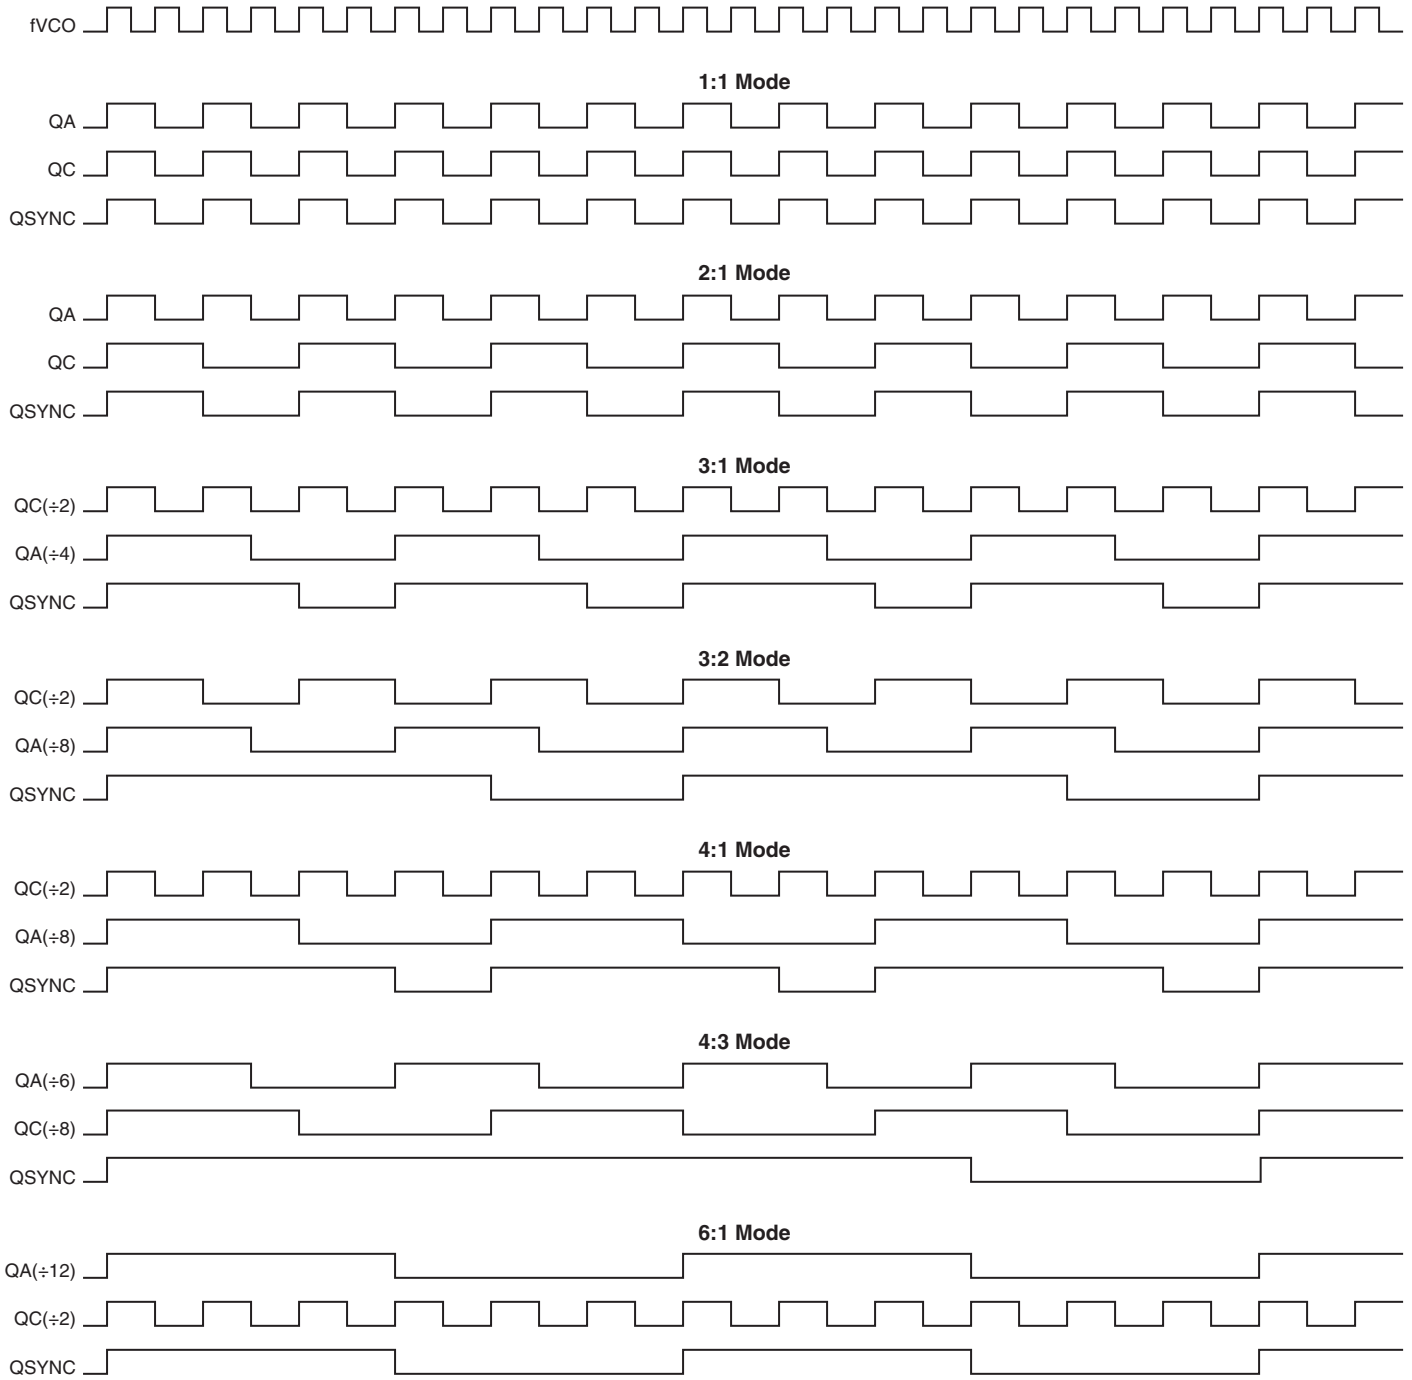 fVCO
1:1 Mode
QA
QC
QSYNC
2:1 Mode
QA
QC
QSYNC
3:1 Mode
QC(÷2)
QA(÷4)
QSYNC
3:2 Mode
QC(÷2)
QA(÷8)
QSYNC
4:1 Mode
QC(÷2)
QA(÷8)
QSYNC
4:3 Mode
QA(÷6)
QC(÷8)
QSYNC
6:1 Mode
QA(÷12)
QC(÷2)
QSYNC